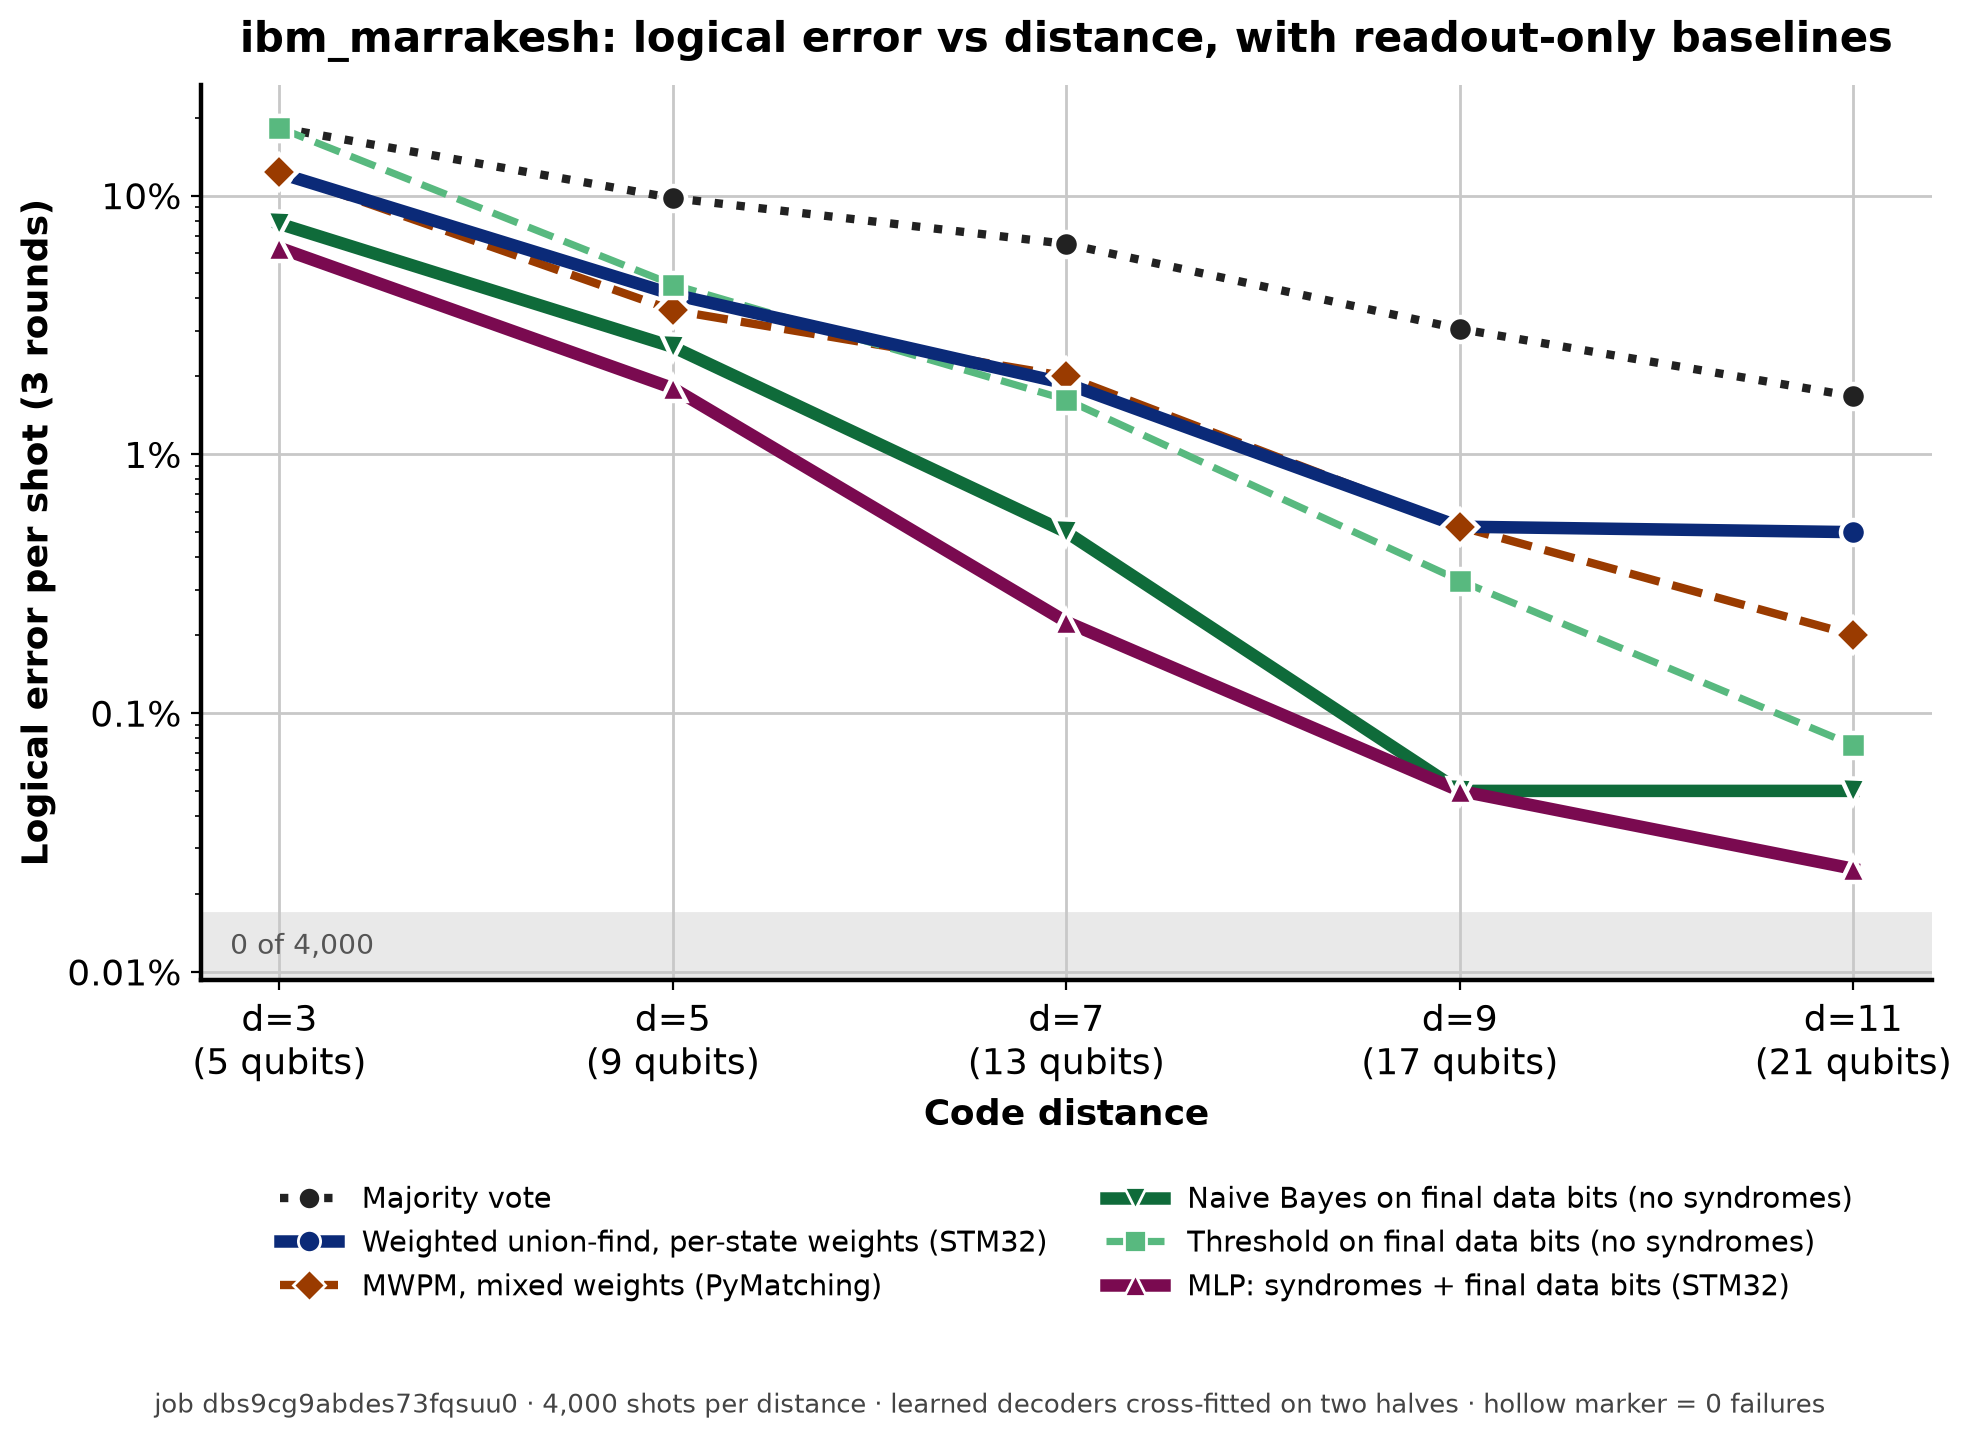 ibm_marrakesh: logical error vs distance, with readout-only baselines
Logical error per shot (3 rounds)
10%
1%
0.1%
0.01%
0 of 4,000
d=3
(5 qubits)
d=5
(9 qubits)
d=7
(13 qubits)
d=9
(17 qubits)
d=11
(21 qubits)
Code distance
Majority vote
Weighted union-find, per-state weights (STM32)
MWPM, mixed weights (PyMatching)
Naive Bayes on final data bits (no syndromes)
Threshold on final data bits (no syndromes)
MLP: syndromes + final data bits (STM32)
job dbs9cg9abdes73fqsuu0 · 4,000 shots per distance · learned decoders cross-fitted on two halves · hollow marker = 0 failures